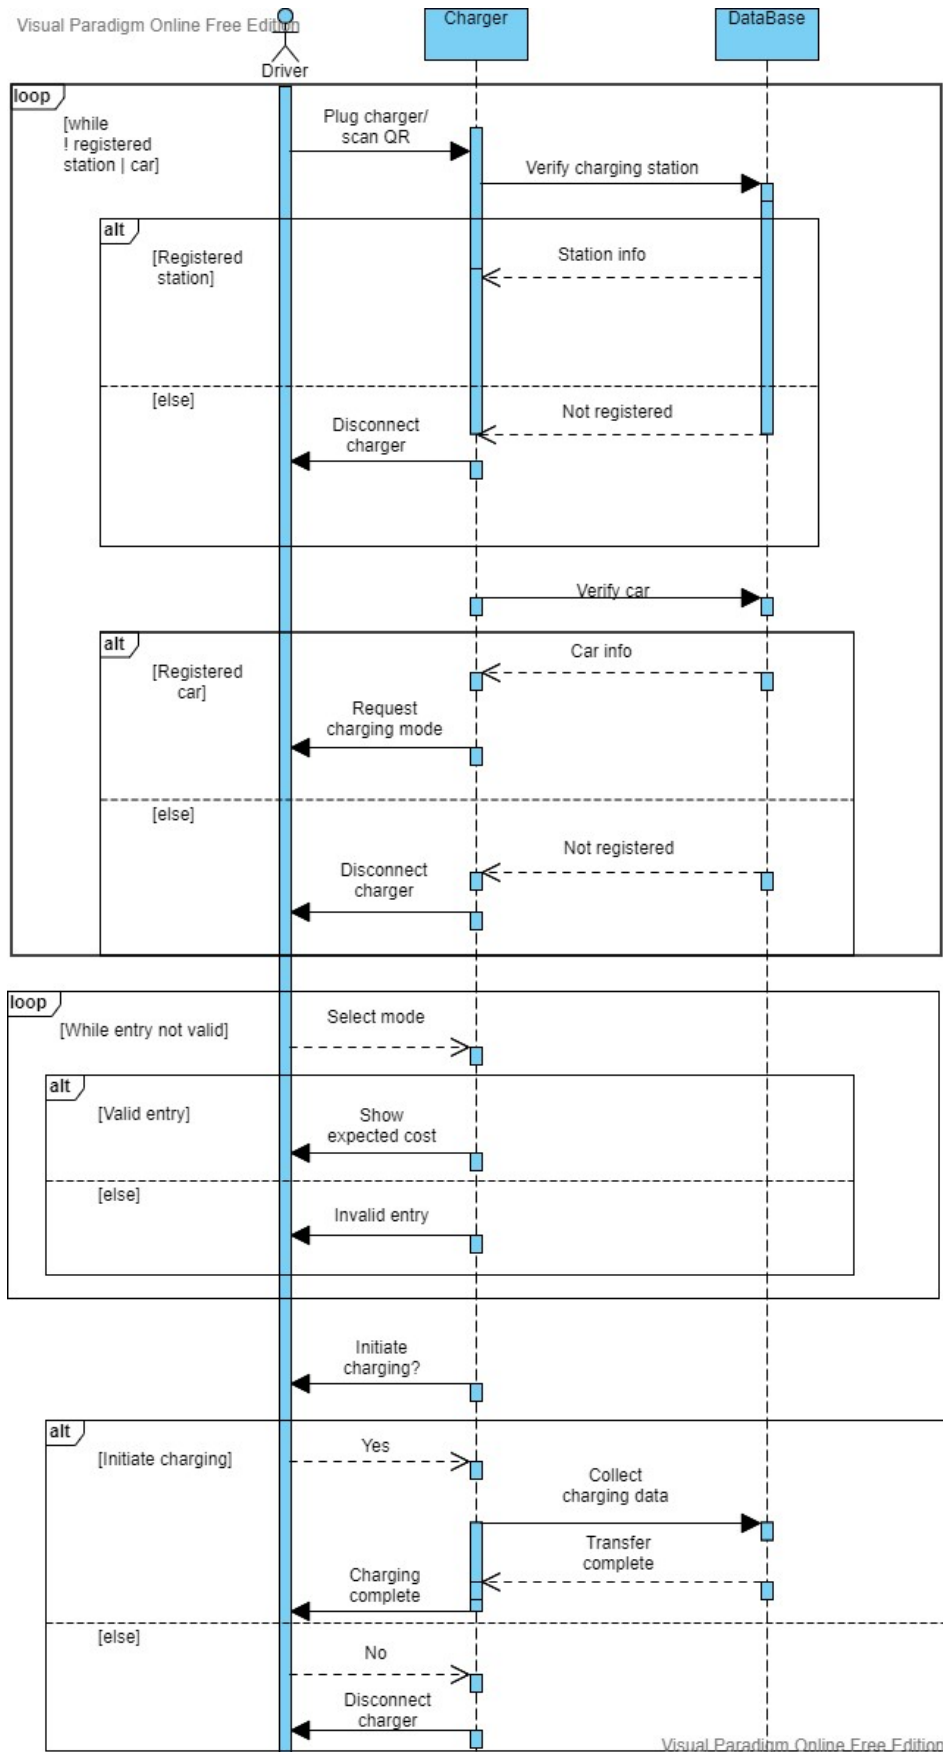 Visual Paradigm Online Free Edition
Charger
DataBase
Driver
loop
[while
! registered
station | car]
Plug charger/
scan QR
Verify charging station
alt
[Registered
station]
Station info
[else]
Not registered
Disconnect
charger
Verify car
alt
[Registered
car]
Car info
Request
charging mode
[else]
Not registered
Disconnect
charger
loop
[While entry not valid]
Select mode
alt
[Valid entry]
Show
expected cost
[else]
Invalid entry
Initiate
charging?
alt
[Initiate charging]
Yes
Collect
charging data
Transfer
complete
Charging
complete
[else]
No
Disconnect
charger
Visual Paradigm Online Free Edition